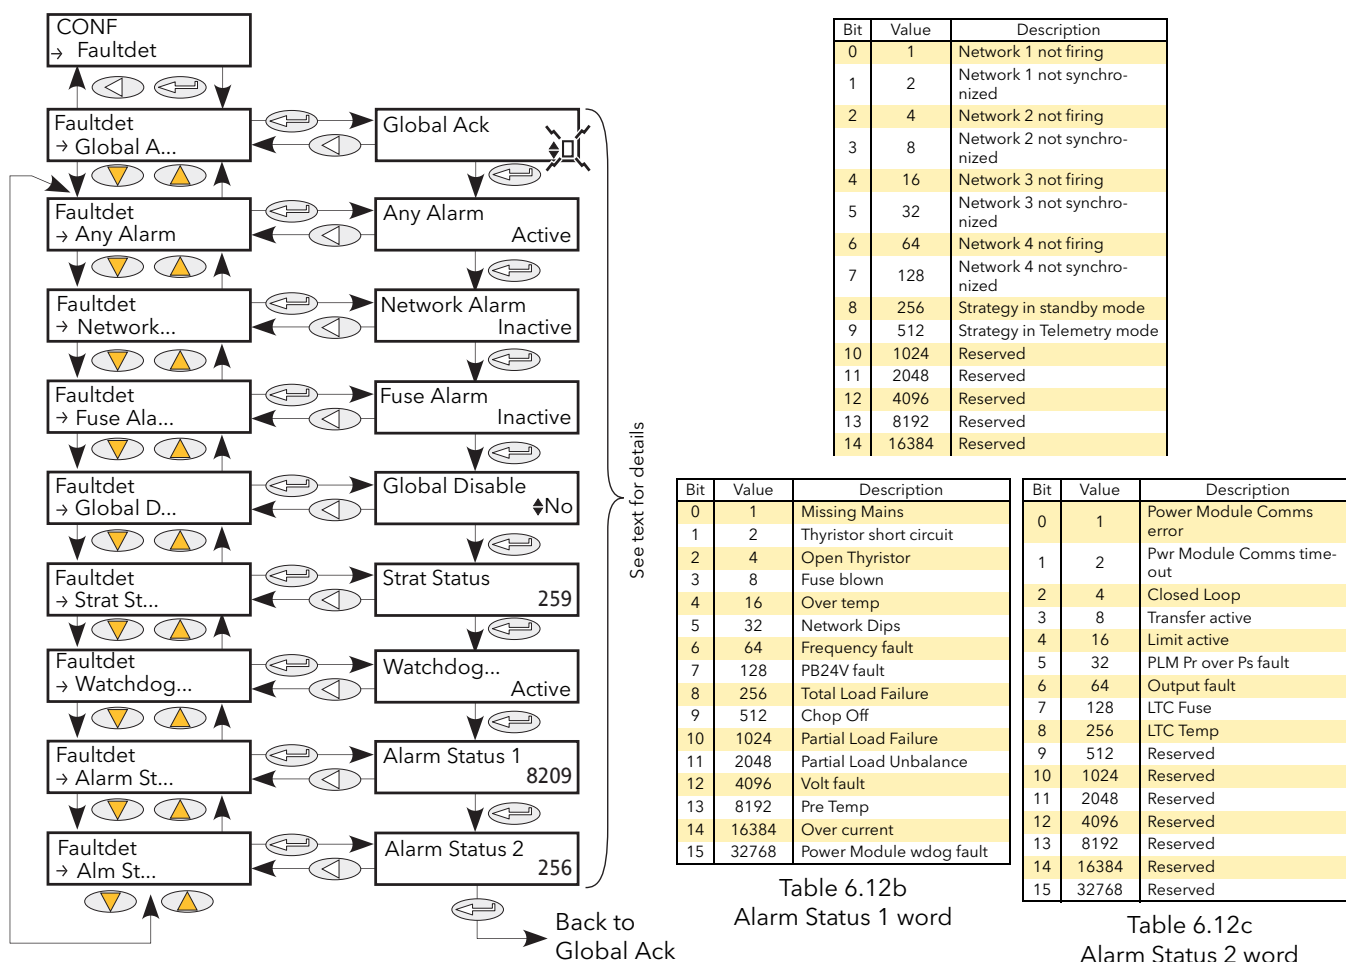 CONF
→ Faultdet
Faultdet
→ Global A...
Global Ack
Faultdet
→ Any Alarm
Any Alarm
Active
Faultdet
→ Network...
Network Alarm
Inactive
Faultdet
→ Fuse Ala...
Fuse Alarm
Inactive
Faultdet
→ Global D...
Global Disable
No
Faultdet
→ Strat St...
Strat Status
259
Faultdet
→ Watchdog...
Watchdog...
Active
Faultdet
→ Alarm St...
Alarm Status 1
8209
Faultdet
→ Alm St...
Alarm Status 2
256
Back to
Global Ack
See text for details
Bit Value Description
0 1 Network 1 not firing
1 2 Network 1 not synchro-
nized
2 4 Network 2 not firing
3 8 Network 2 not synchro-
nized
4 16 Network 3 not firing
5 32 Network 3 not synchro-
nized
6 64 Network 4 not firing
7 128 Network 4 not synchro-
nized
8 256 Strategy in standby mode
9 512 Strategy in Telemetry mode
10 1024 Reserved
11 2048 Reserved
12 4096 Reserved
13 8192 Reserved
14 16384 Reserved
Bit Value Description
0 1 Missing Mains
1 2 Thyristor short circuit
2 4 Open Thyristor
3 8 Fuse blown
4 16 Over temp
5 32 Network Dips
6 64 Frequency fault
7 128 PB24V fault
8 256 Total Load Failure
9 512 Chop Off
10 1024 Partial Load Failure
11 2048 Partial Load Unbalance
12 4096 Volt fault
13 8192 Pre Temp
14 16384 Over current
15 32768 Power Module wdog fault
Table 6.12b
Alarm Status 1 word
Bit Value Description
0 1 Power Module Comms
error
1 2 Pwr Module Comms time-
out
2 4 Closed Loop
3 8 Transfer active
4 16 Limit active
5 32 PLM Pr over Ps fault
6 64 Output fault
7 128 LTC Fuse
8 256 LTC Temp
9 512 Reserved
10 1024 Reserved
11 2048 Reserved
12 4096 Reserved
13 8192 Reserved
14 16384 Reserved
15 32768 Reserved
Table 6.12c
Alarm Status 2 word